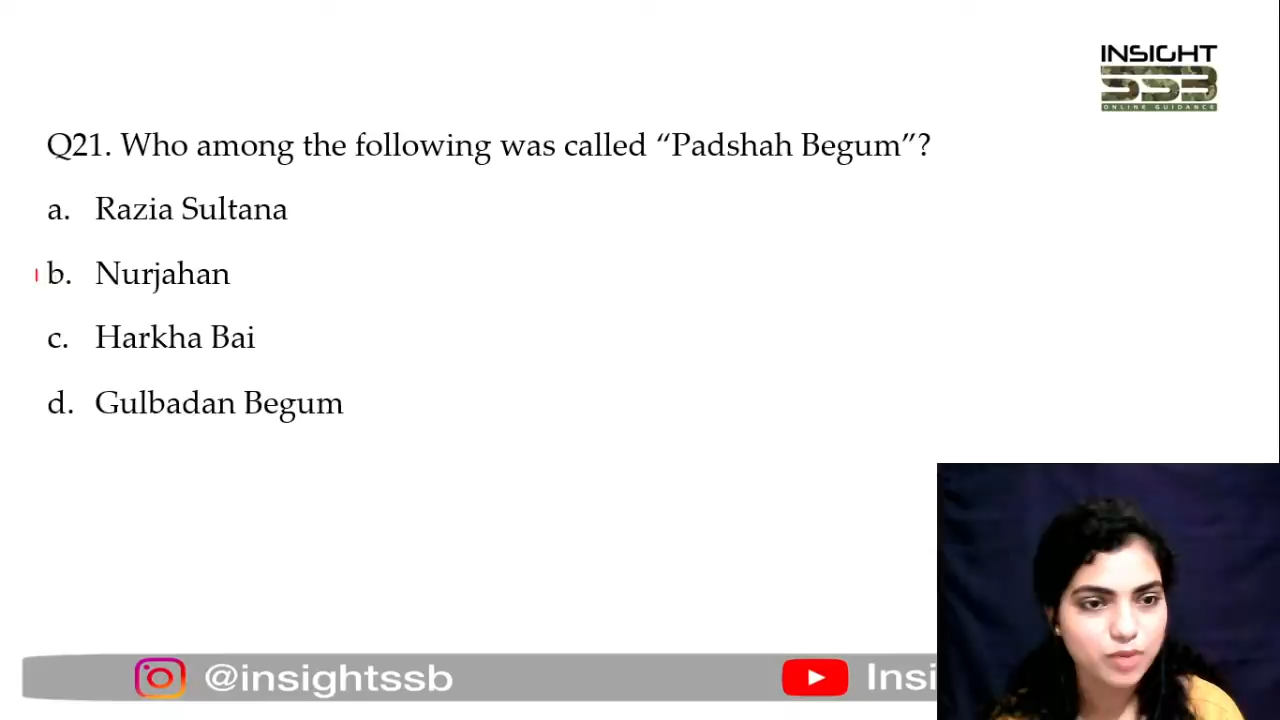 INSIGHT
SSB
ONLINE GUIDANCE
Q21. Who among the following was called “Padshah Begum”?
a. Razia Sultana
b. Nurjahan
c. Harkha Bai
d. Gulbadan Begum
@insightssb
Insi